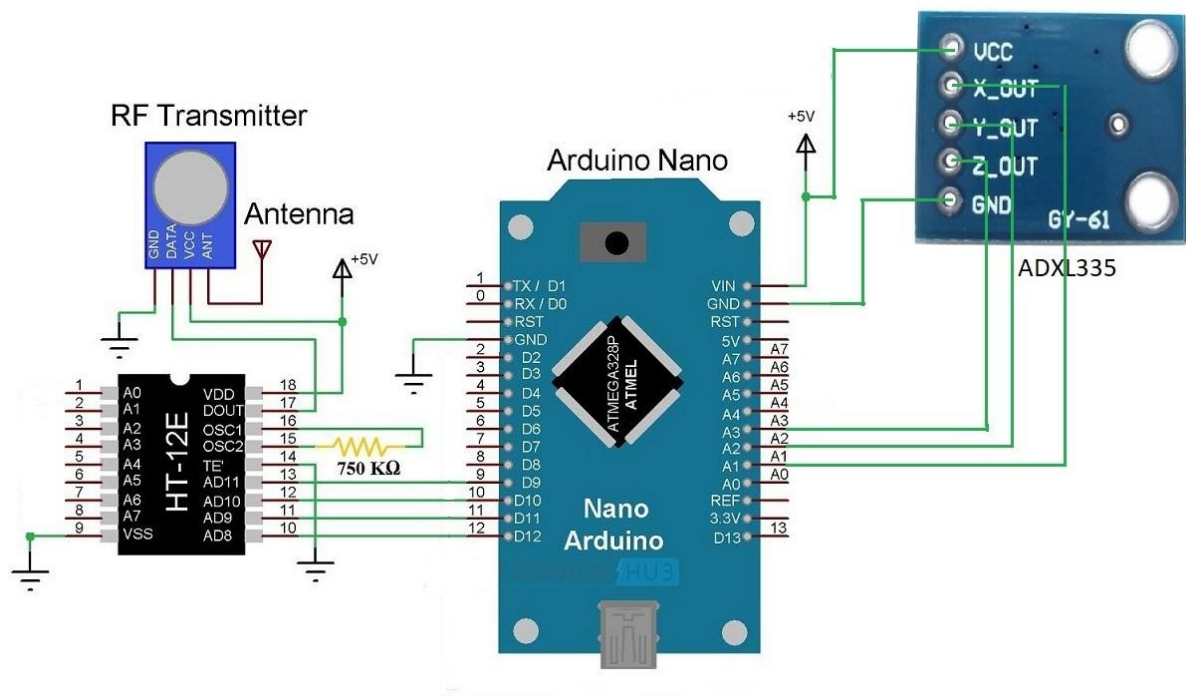 RF Transmitter
GND
DATA
VCC
ANT
Antenna
+5V
HT-12E
1 A0
2 A1
3 A2
4 A3
5 A4
6 A5
7 A6
8 A7
9 VSS
VDD 18
DOUT 17
OSC1 16
OSC2 15
TE' 14
AD11 13
AD10 12
AD9 11
AD8 10
750 KΩ
Arduino Nano
+5V
1 TX / D1
0 RX / D0
RST
GND
2 D2
3 D3
4 D4
5 D5
6 D6
7 D7
8 D8
9 D9
10 D10
11 D11
12 D12
ATMEGA328P
ATMEL
VIN
GND
RST
5V
A7 A7
A6 A6
A5 A5
A4 A4
A3 A3
A2 A2
A1 A1
A0 A0
REF
3.3V
D13 13
Nano
Arduino
HUB
VCC
X_OUT
Y_OUT
Z_OUT
GND
GY-61
ADXL335